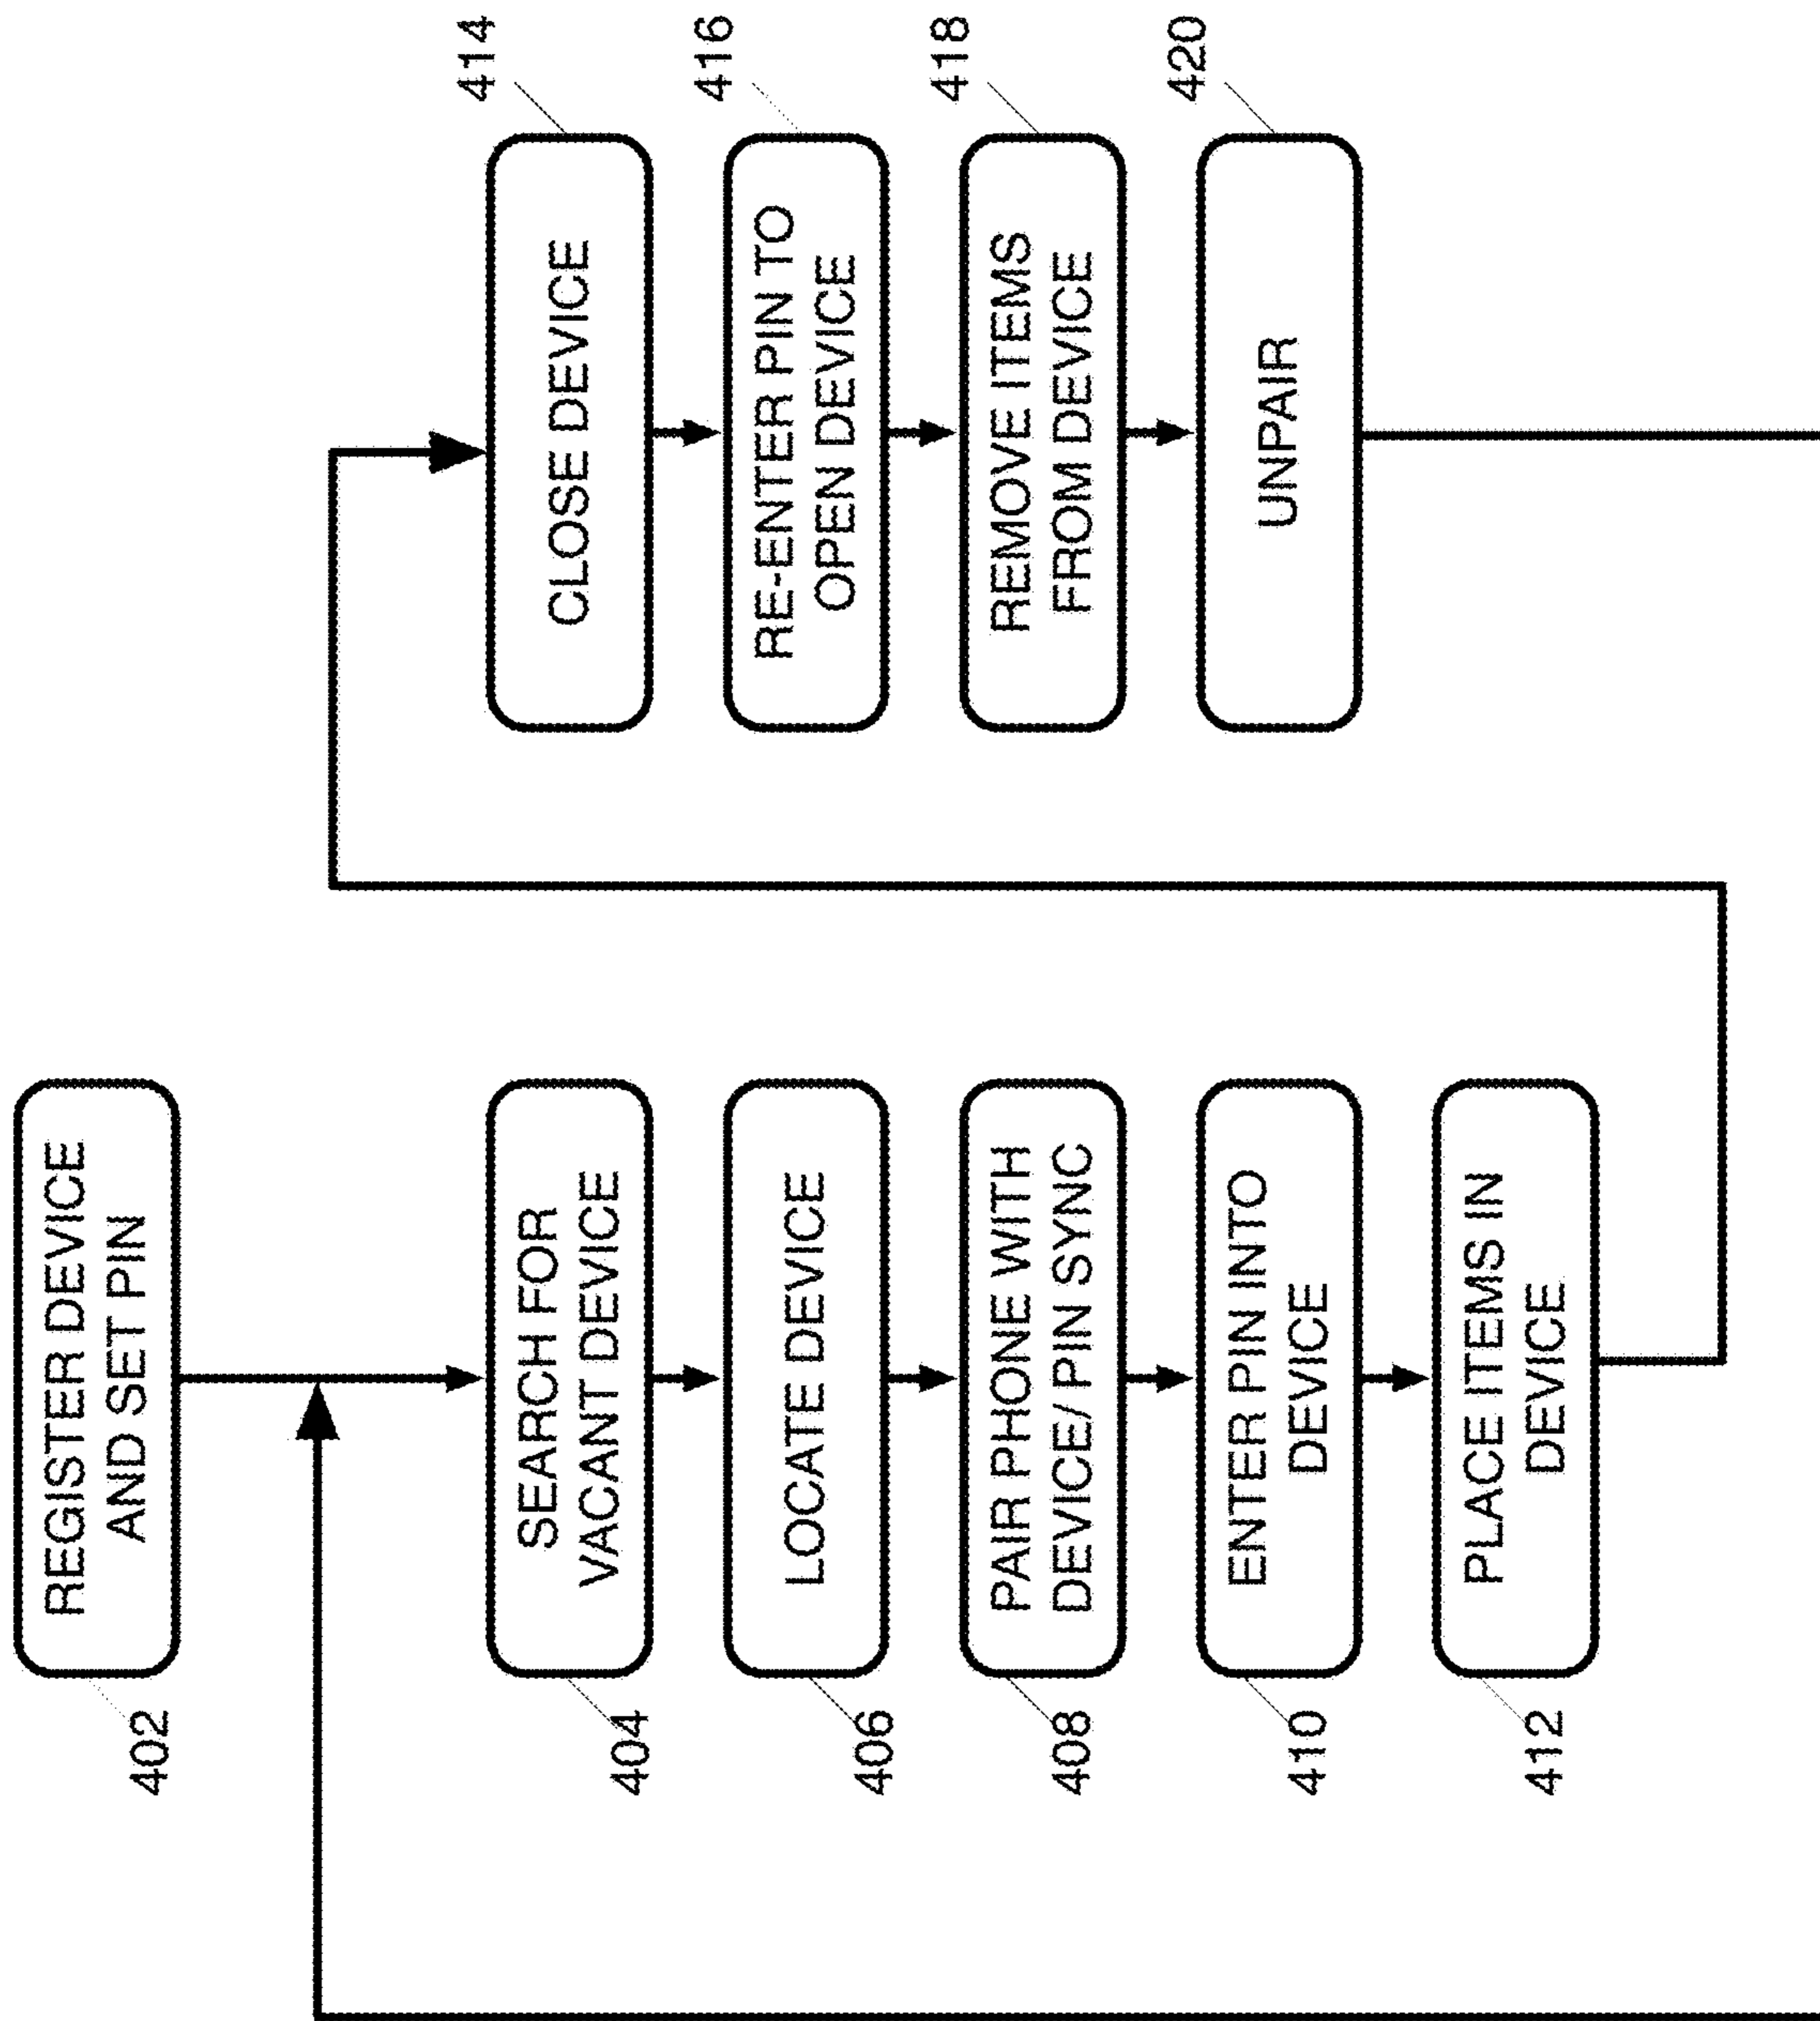 402
REGISTER DEVICE
AND SET PIN
404
SEARCH FOR
VACANT DEVICE
406
LOCATE DEVICE
408
PAIR PHONE WITH
DEVICE/ PIN SYNC
410
ENTER PIN INTO
DEVICE
412
PLACE ITEMS IN
DEVICE
414
CLOSE DEVICE
416
RE-ENTER PIN TO
OPEN DEVICE
418
REMOVE ITEMS
FROM DEVICE
420
UNPAIR